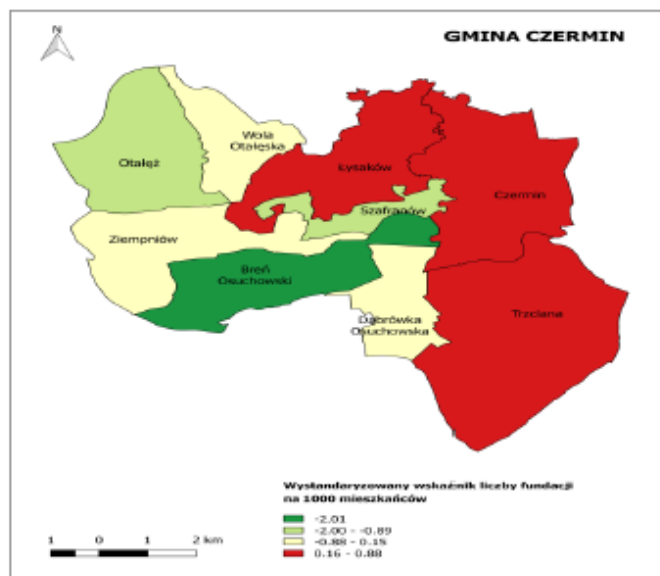 N
GMINA CZERMIN
Wola
Otałęska
Otałęż
Łysaków
Czermin
Szafranów
Ziempniów
Breń
Osuchowski
Dąbrówka
Osuchowska
Trzciana
Wystandaryzowany wskaźnik liczby fundacji
na 1000 mieszkańców
-2.01
-2.00 - -0.89
-0.88 - 0.15
0.16 - 0.88
1 0 1 2 km